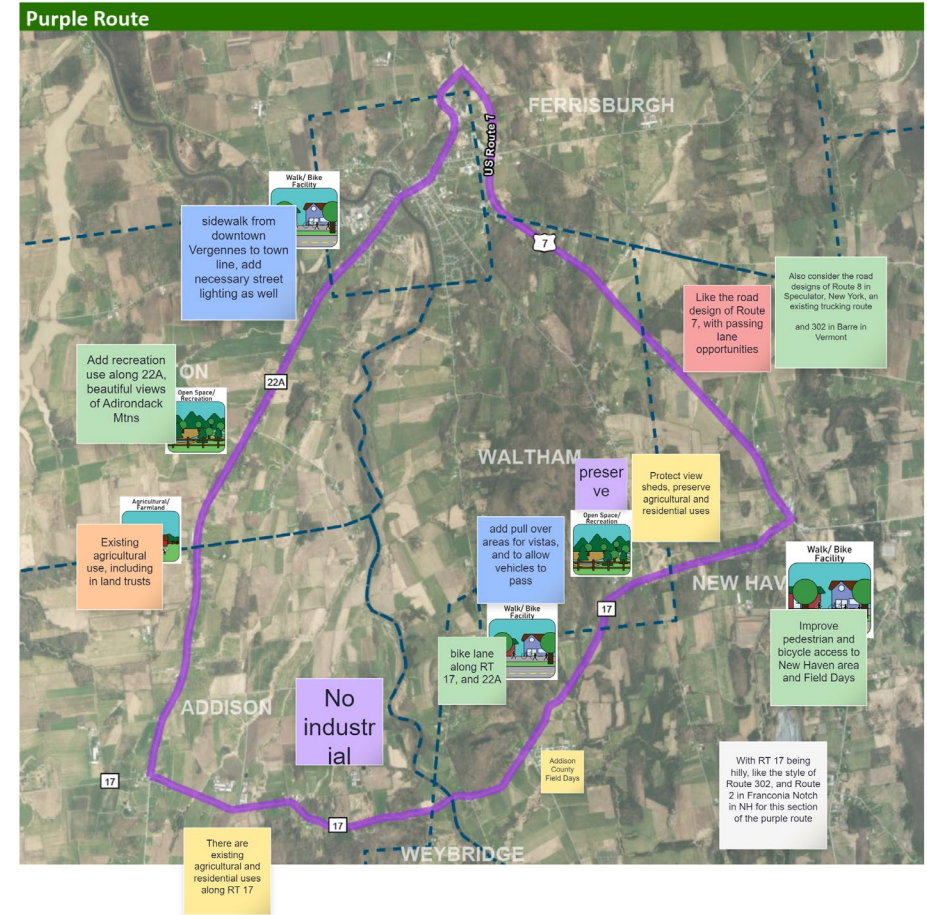 Purple Route
FERRISBURGH
US Route 7
7
Walk/ Bike
Facility
sidewalk from
downtown
Vergennes to town
line, add
necessary street
lighting as well
Like the road
design of Route
7, with passing
lane
opportunities
Also consider the road
designs of Route 8 in
Speculator, New York, an
existing trucking route
and 302 in Barre in
Vermont
22A
Add recreation
use along 22A,
beautiful views
of Adirondack
Mtns
ON
Open Space/
Recreation
WALTHAM
preser
ve
Protect view
sheds, preserve
agricultural and
residential uses
Agricultural/
Farmland
Existing
agricultural
use, including
in land trusts
add pull over
areas for vistas,
and to allow
vehicles to
pass
Open Space/
Recreation
Walk/ Bike
Facility
NEW HAV
17
Walk/ Bike
Facility
bike lane
along RT
17, and 22A
Improve
pedestrian and
bicycle access to
New Haven area
and Field Days
ADDISON
No
industr
ial
Addison
County
Field Days
With RT 17 being
hilly, like the style of
Route 302, and Route
2 in Franconia Notch
in NH for this section
of the purple route
17
17
There are
existing
agricultural and
residential uses
along RT 17
WEYBRIDGE